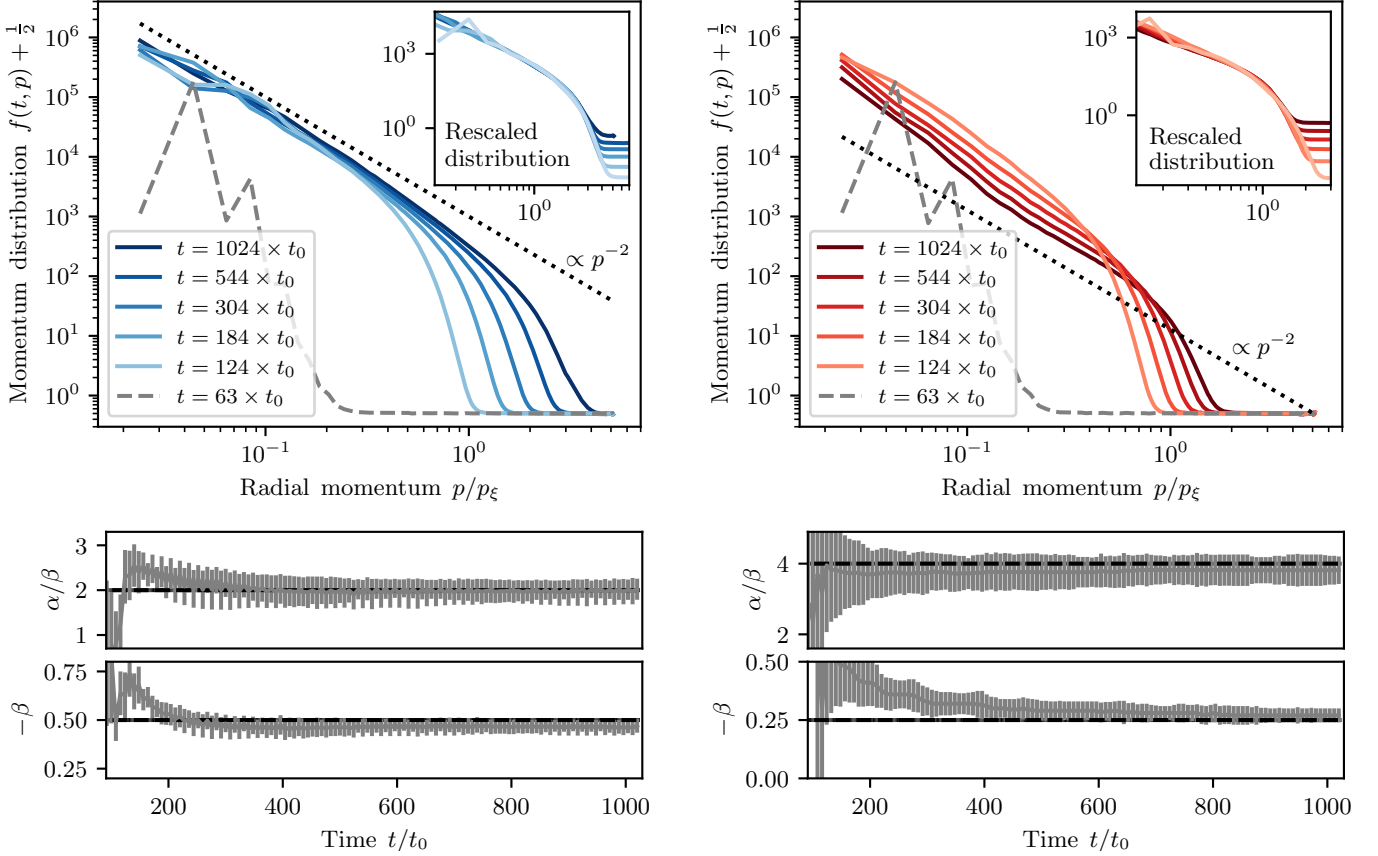 Momentum distribution f(t, p) + 1/2
10^6
10^5
10^4
10^3
10^2
10^1
10^0
10^4
10^0
Rescaled
distribution
10^0
t = 1024 × t_0
t = 544 × t_0
t = 304 × t_0
t = 184 × t_0
t = 124 × t_0
t = 63 × t_0
∝ p^−2
10^−1
10^0
Radial momentum p/p_ξ
α/β
3
2
1
−β
0.75
0.50
0.25
200
400
600
800
1000
Time t/t_0
Momentum distribution f(t, p) + 1/2
10^6
10^5
10^4
10^3
10^2
10^1
10^0
10^4
10^0
Rescaled
distribution
10^0
t = 1024 × t_0
t = 544 × t_0
t = 304 × t_0
t = 184 × t_0
t = 124 × t_0
t = 63 × t_0
∝ p^−2
10^−1
10^0
Radial momentum p/p_ξ
α/β
4
2
−β
0.50
0.25
0.00
200
400
600
800
1000
Time t/t_0